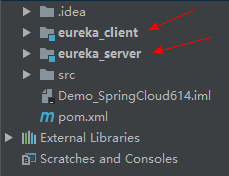 .idea
eureka_client
eureka_server
src
Demo_SpringCloud614.iml
pom.xml
External Libraries
Scratches and Consoles